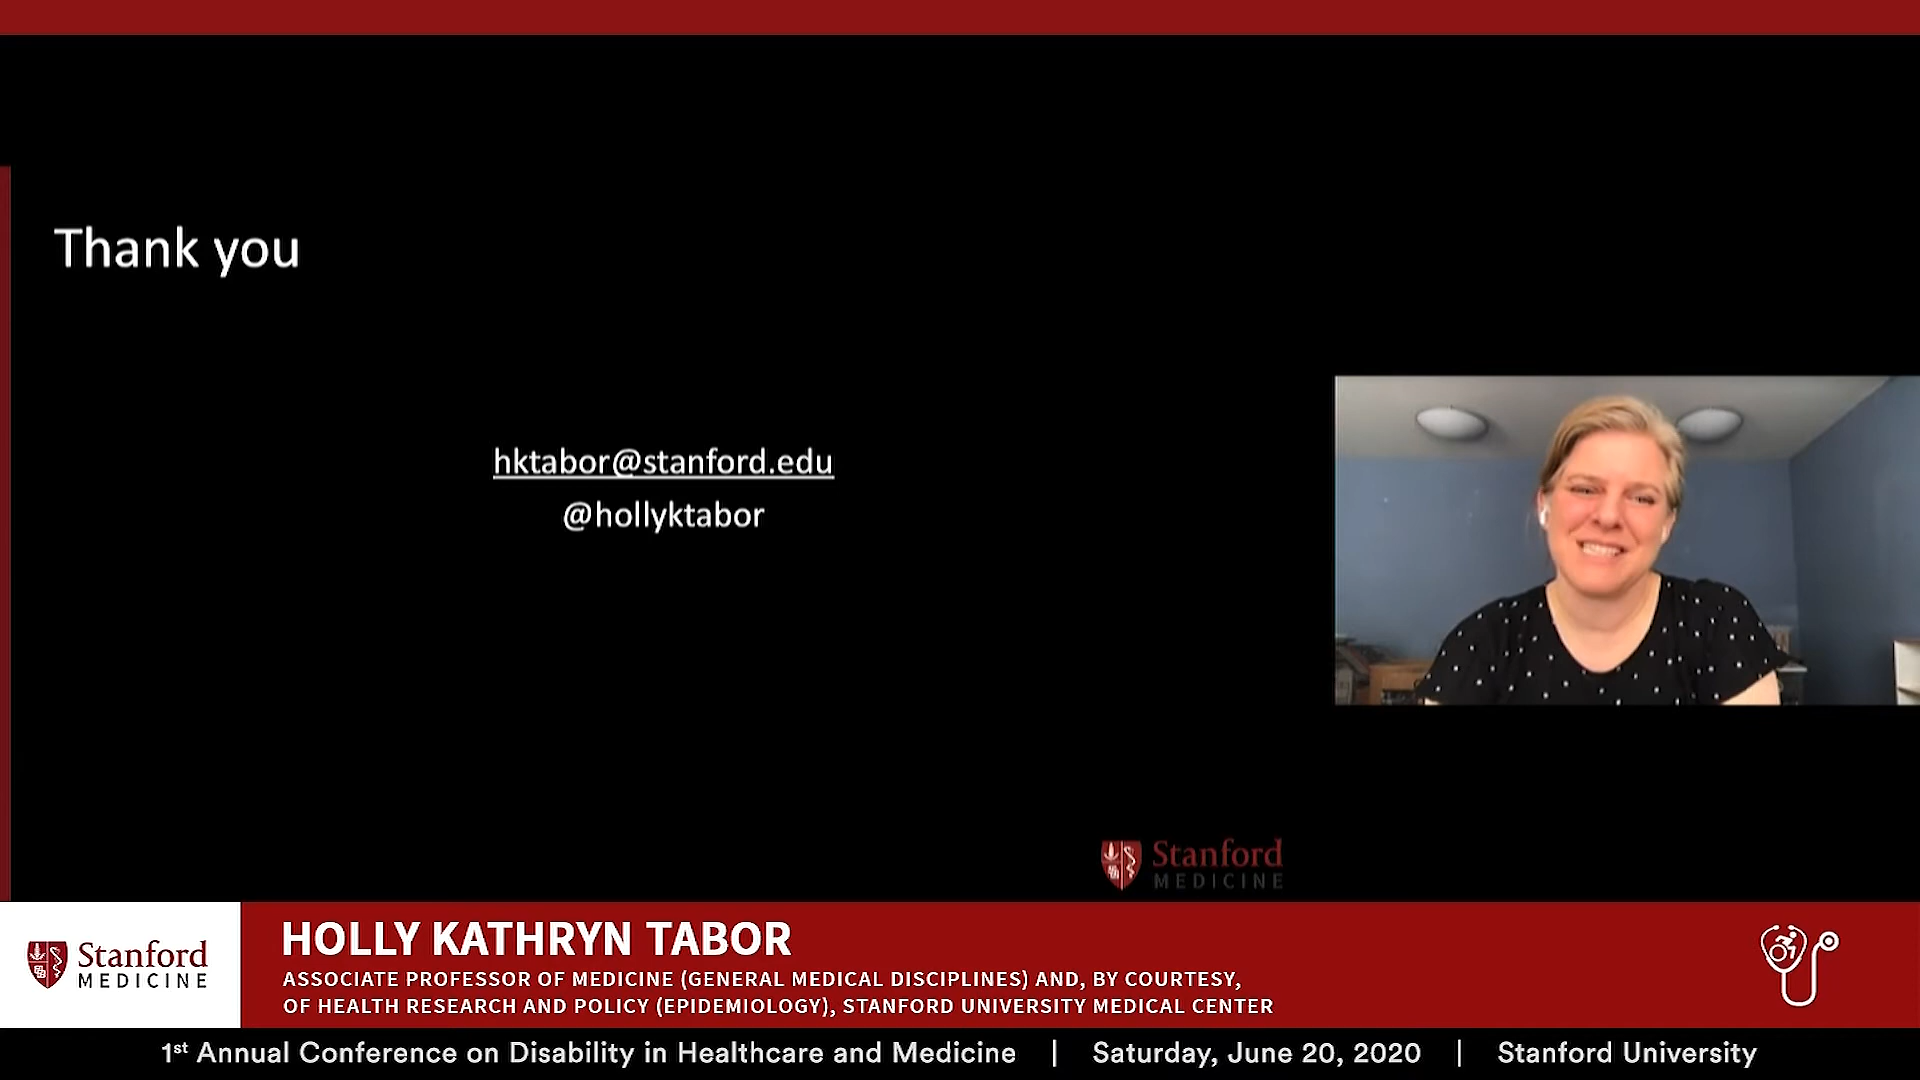 Thank you
hktabor@stanford.edu
@hollyktabor
Stanford
MEDICINE
Stanford
MEDICINE
HOLLY KATHRYN TABOR
ASSOCIATE PROFESSOR OF MEDICINE (GENERAL MEDICAL DISCIPLINES) AND, BY COURTESY,
OF HEALTH RESEARCH AND POLICY (EPIDEMIOLOGY), STANFORD UNIVERSITY MEDICAL CENTER
1st Annual Conference on Disability in Healthcare and Medicine | Saturday, June 20, 2020 | Stanford University